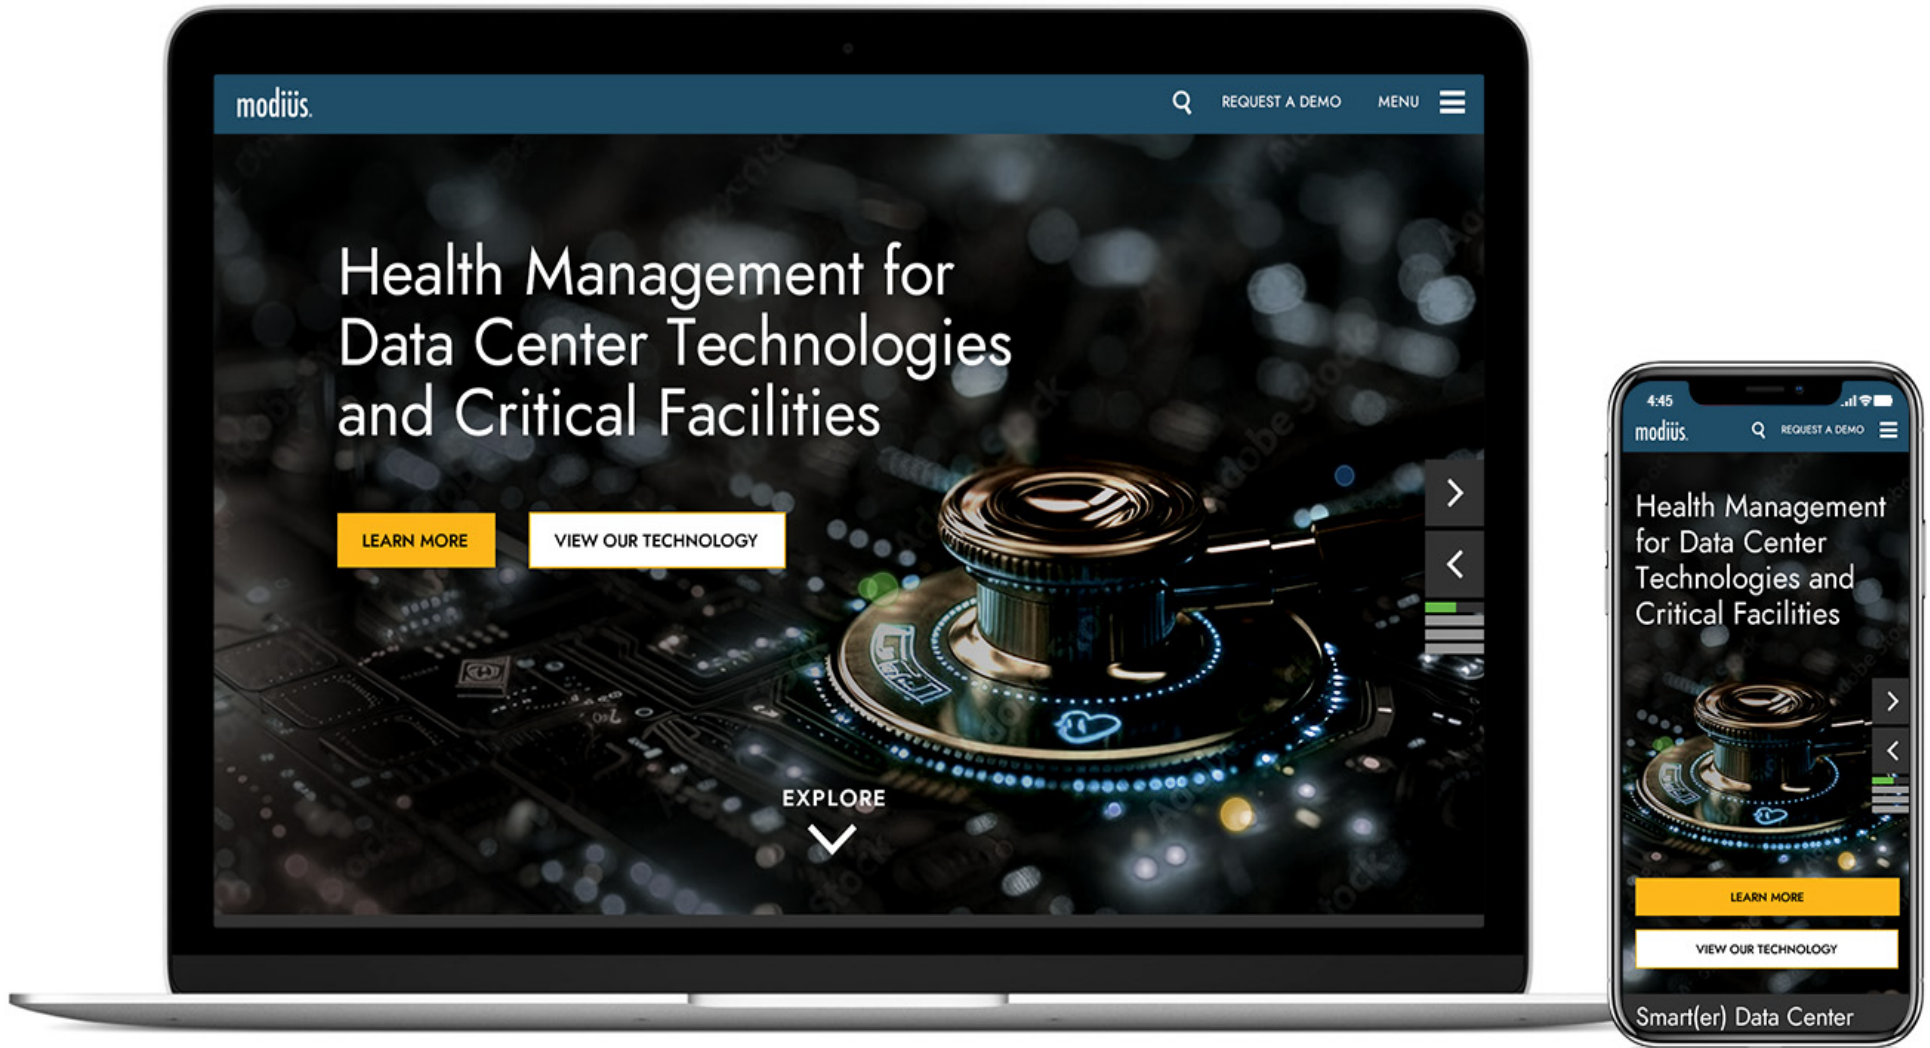 modiüs.
REQUEST A DEMO
MENU
Health Management for
Data Center Technologies
and Critical Facilities
LEARN MORE
VIEW OUR TECHNOLOGY
EXPLORE
4:45
modiüs.
REQUEST A DEMO
Health Management
for Data Center
Technologies and
Critical Facilities
LEARN MORE
VIEW OUR TECHNOLOGY
Smart(er) Data Center